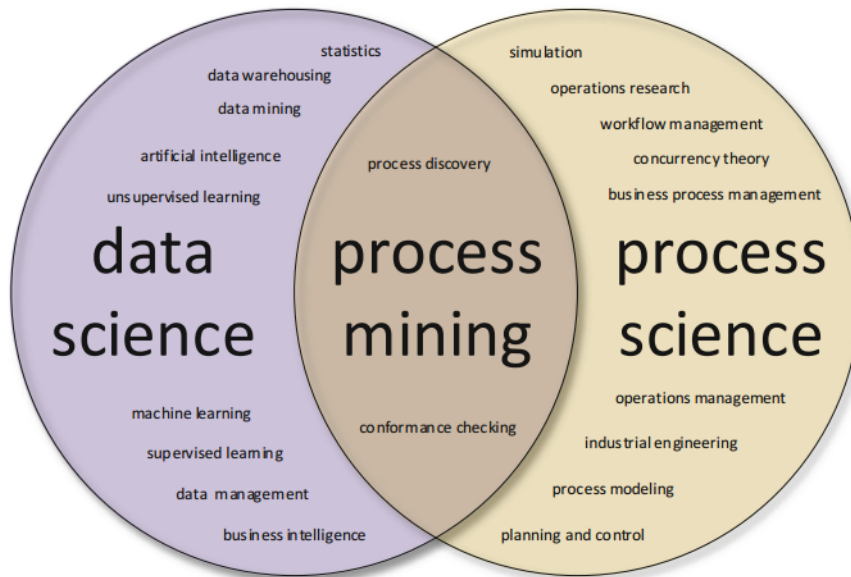 statistics
data warehousing
data mining
artificial intelligence
unsupervised learning
data
science
machine learning
supervised learning
data management
business intelligence
process discovery
process
mining
conformance checking
simulation
operations research
workflow management
concurrency theory
business process management
process
science
operations management
industrial engineering
process modeling
planning and control